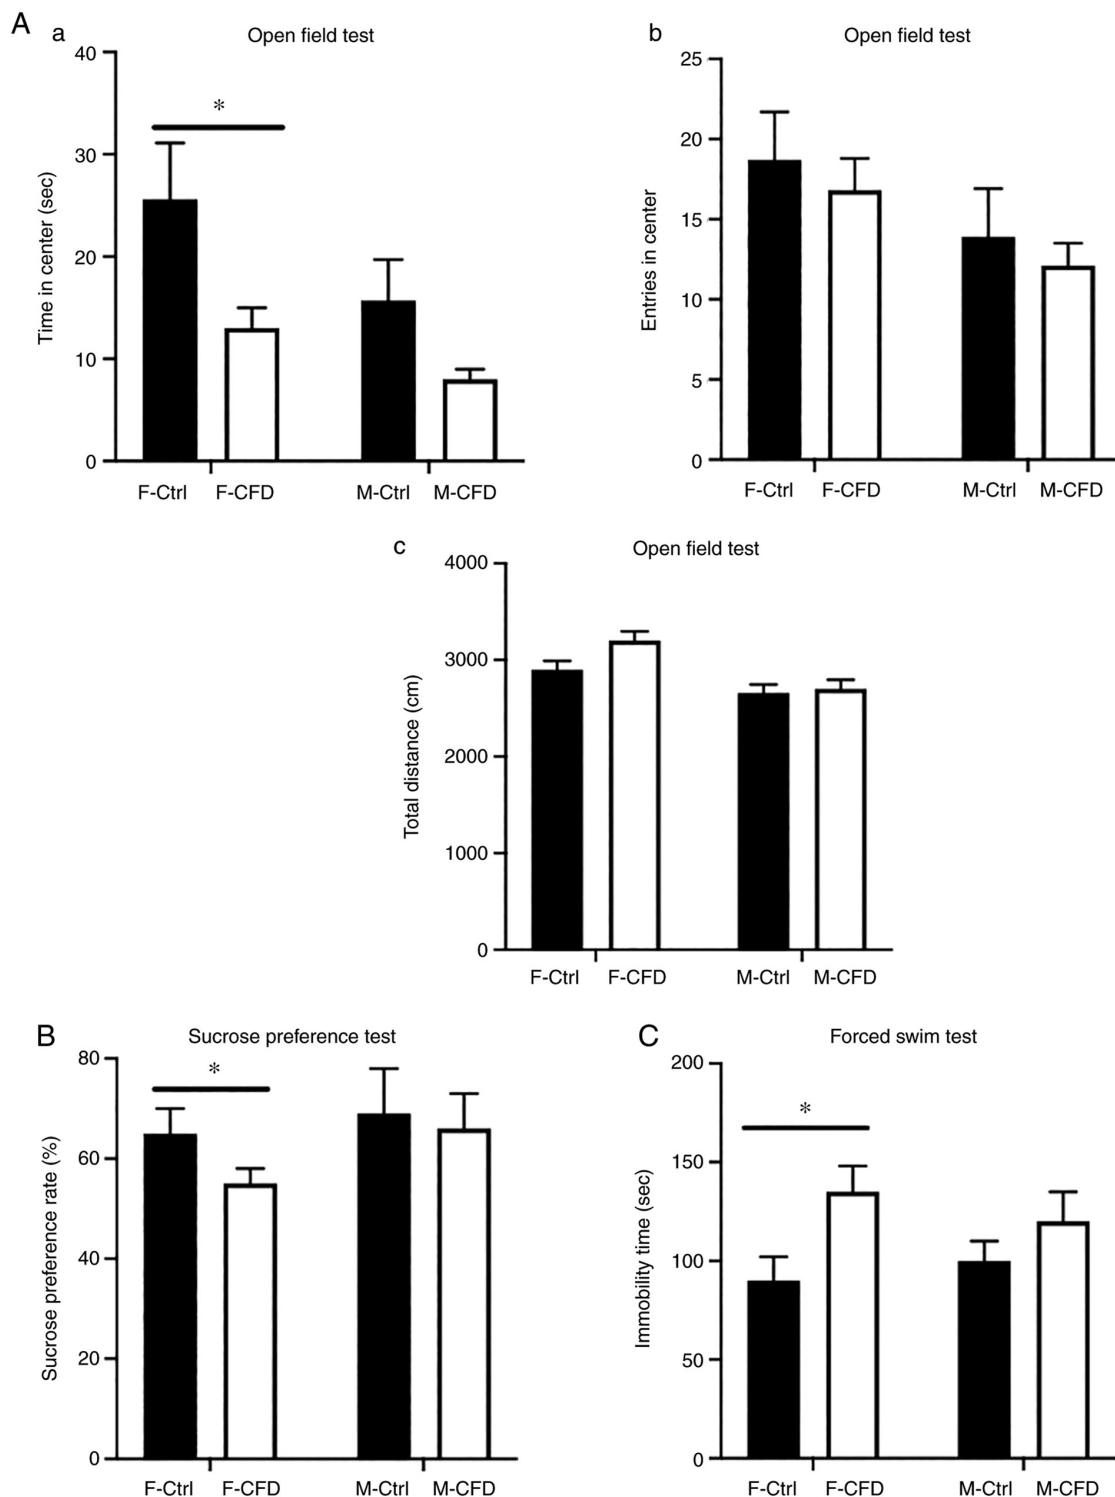 A
a
Open field test
40
30
20
10
0
Time in center (sec)
*
F-Ctrl F-CFD M-Ctrl M-CFD
b
Open field test
25
20
15
10
5
0
Entries in center
F-Ctrl F-CFD M-Ctrl M-CFD
c
Open field test
4000
3000
2000
1000
0
Total distance (cm)
F-Ctrl F-CFD M-Ctrl M-CFD
B
Sucrose preference test
80
60
40
20
0
Sucrose preference rate (%)
*
F-Ctrl F-CFD M-Ctrl M-CFD
C
Forced swim test
200
150
100
50
0
Immobility time (sec)
*
F-Ctrl F-CFD M-Ctrl M-CFD